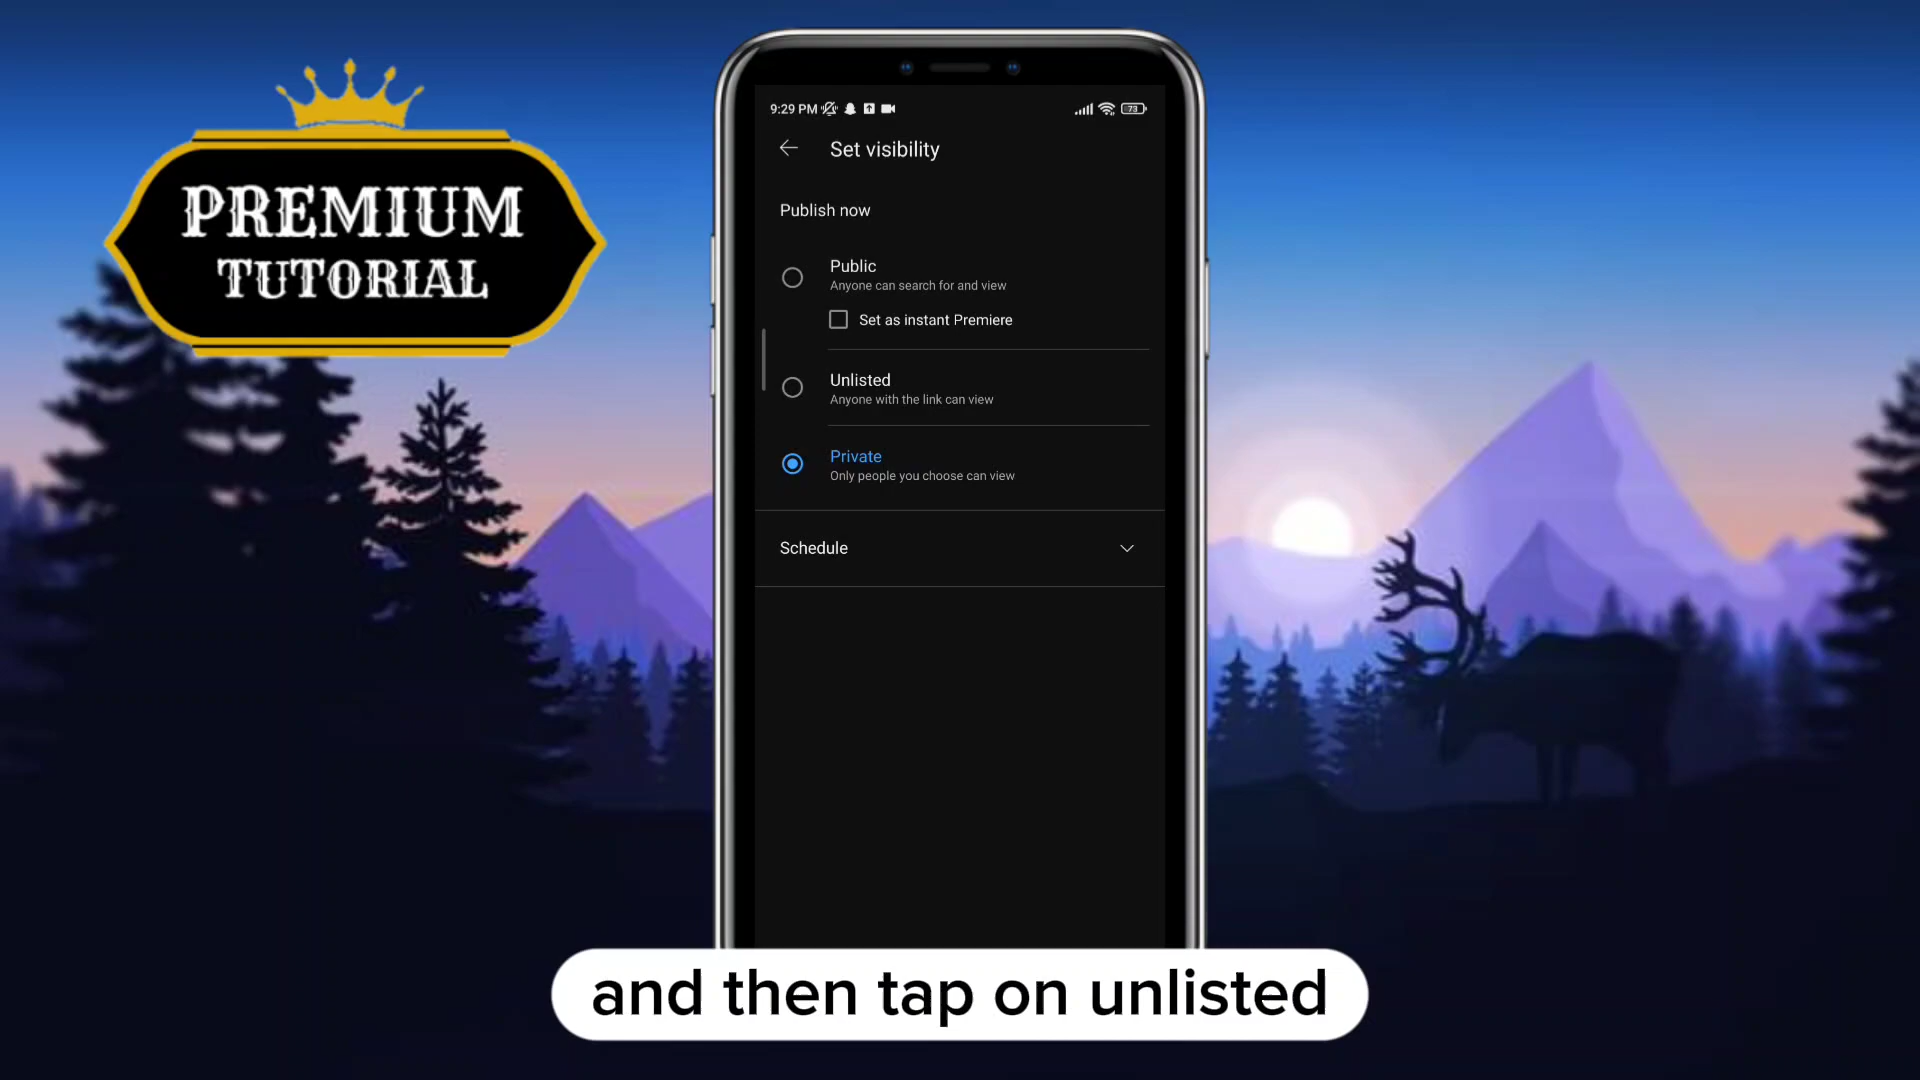 PREMIUM
TUTORIAL
9:29 PM
73
Set visibility
Publish now
Public
Anyone can search for and view
Set as instant Premiere
Unlisted
Anyone with the link can view
Private
Only people you choose can view
Schedule
and then tap on unlisted